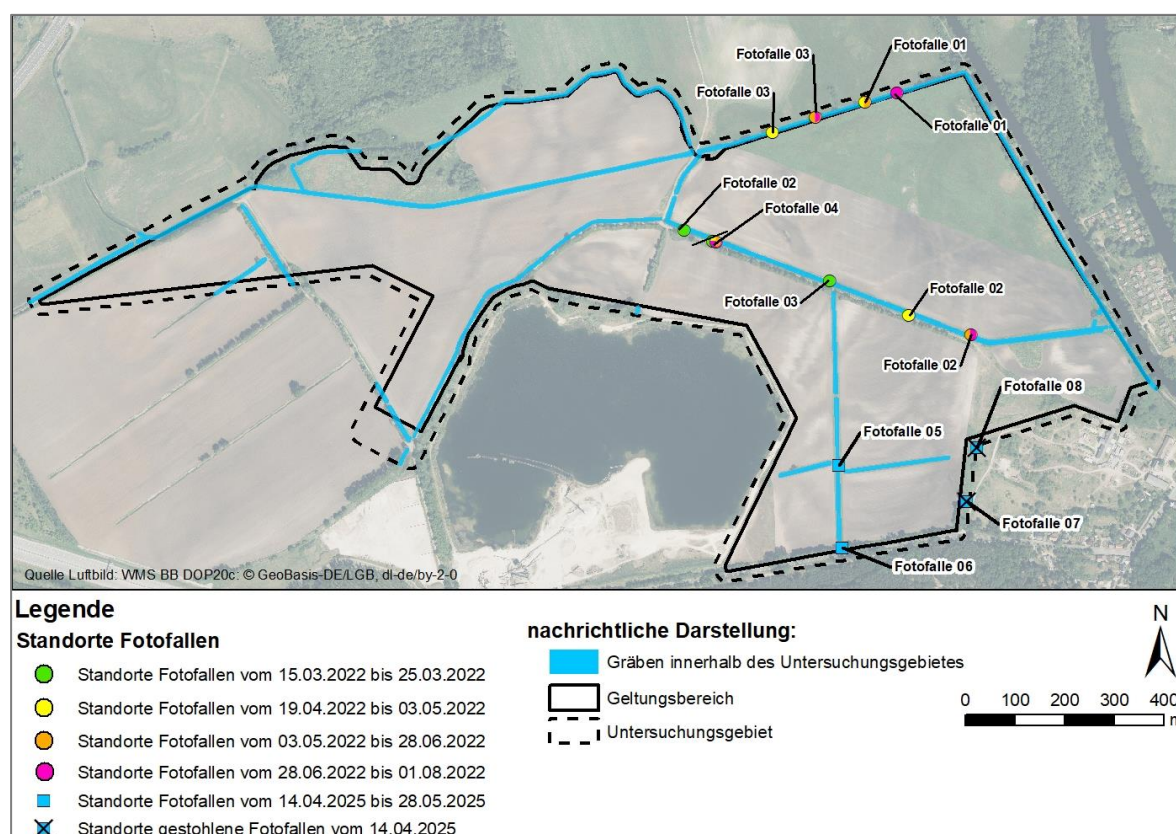 Fotofalle 01
Fotofalle 03
Fotofalle 03
Fotofalle 01
Fotofalle 02
Fotofalle 04
Fotofalle 03
Fotofalle 02
Fotofalle 02
Fotofalle 08
Fotofalle 05
Fotofalle 07
Fotofalle 06
Quelle Luftbild: WMS BB DOP20c: © GeoBasis-DE/LGB, dl-de/by-2-0
Legende
Standorte Fotofallen
Standorte Fotofallen vom 15.03.2022 bis 25.03.2022
Standorte Fotofallen vom 19.04.2022 bis 03.05.2022
Standorte Fotofallen vom 03.05.2022 bis 28.06.2022
Standorte Fotofallen vom 28.06.2022 bis 01.08.2022
Standorte Fotofallen vom 14.04.2025 bis 28.05.2025
Standorte gestohlene Fotofallen vom 14.04.2025
nachrichtliche Darstellung:
Gräben innerhalb des Untersuchungsgebietes
Geltungsbereich
Untersuchungsgebiet
N
0 100 200 300 400